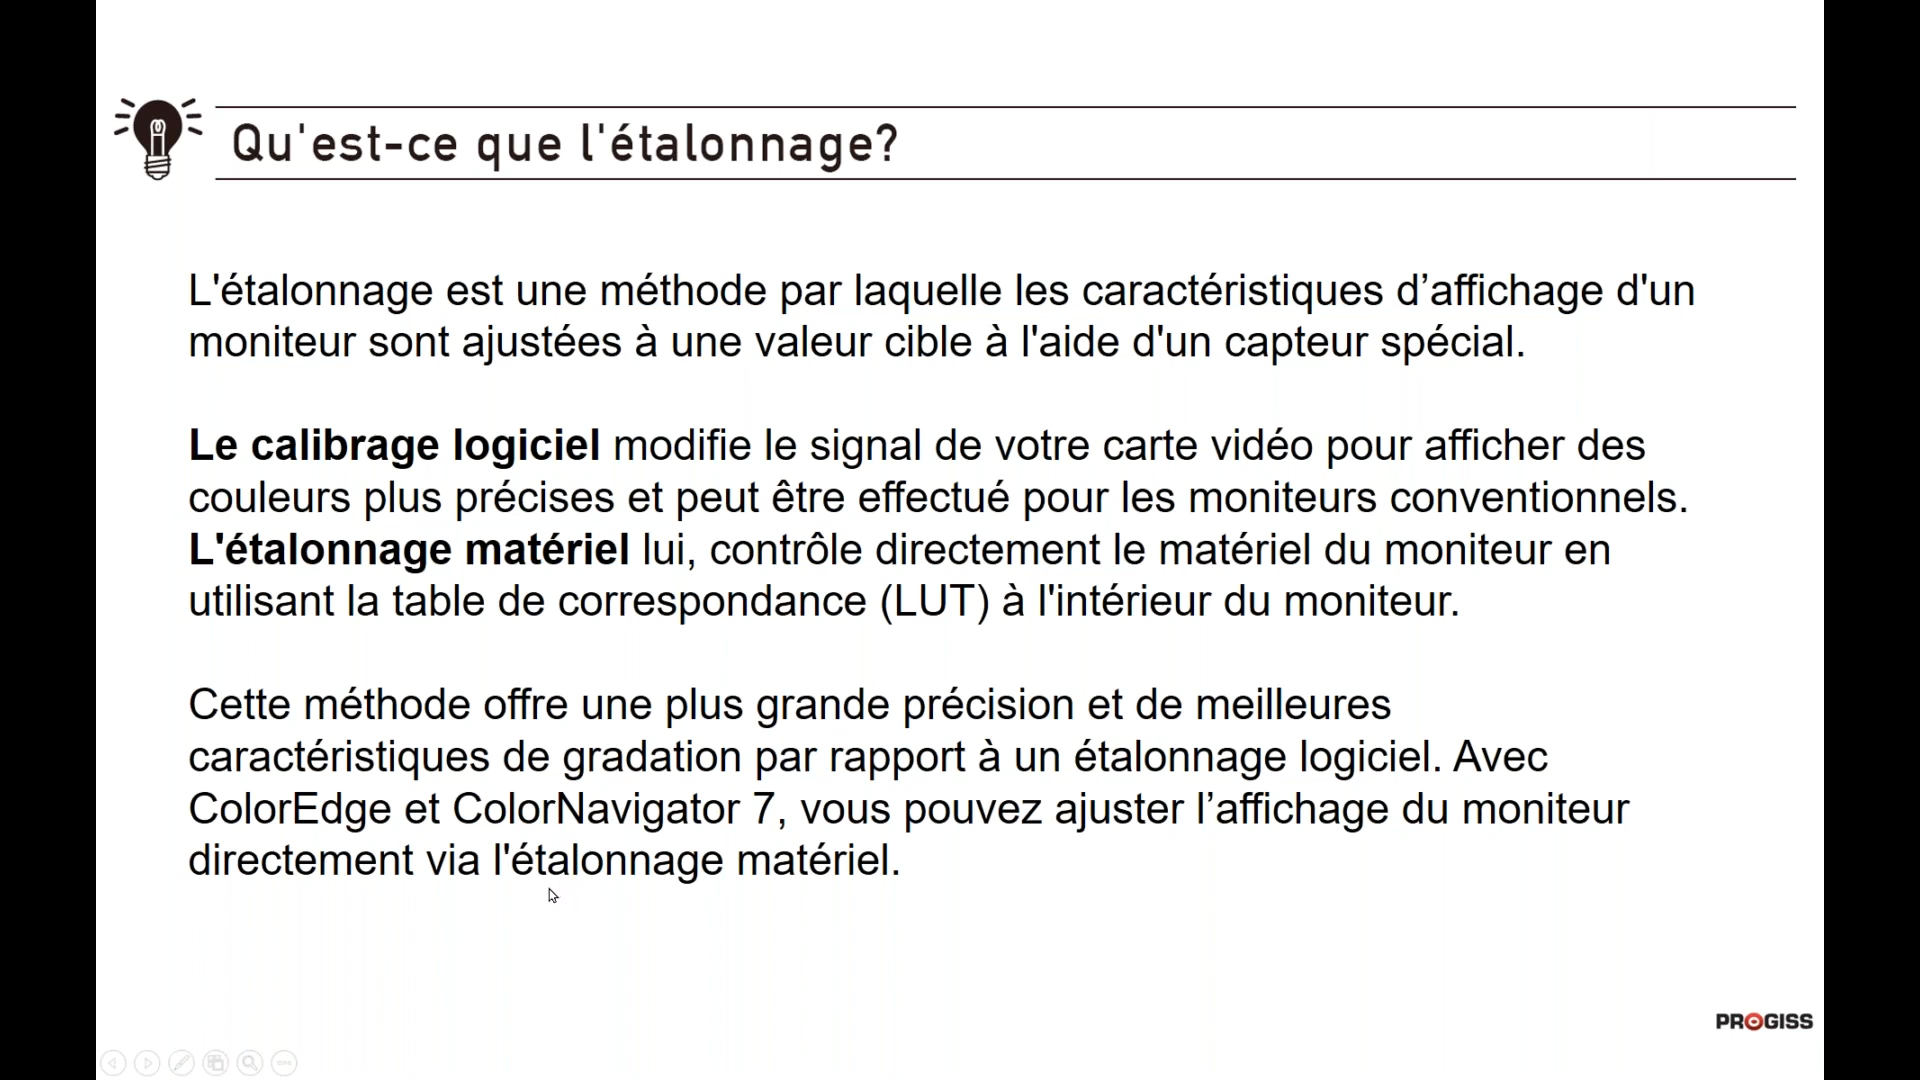 Qu'est-ce que l'étalonnage?
L'étalonnage est une méthode par laquelle les caractéristiques d’affichage d'un
moniteur sont ajustées à une valeur cible à l'aide d'un capteur spécial.
Le calibrage logiciel modifie le signal de votre carte vidéo pour afficher des
couleurs plus précises et peut être effectué pour les moniteurs conventionnels.
L'étalonnage matériel lui, contrôle directement le matériel du moniteur en
utilisant la table de correspondance (LUT) à l'intérieur du moniteur.
Cette méthode offre une plus grande précision et de meilleures
caractéristiques de gradation par rapport à un étalonnage logiciel. Avec
ColorEdge et ColorNavigator 7, vous pouvez ajuster l’affichage du moniteur
directement via l'étalonnage matériel.
PROGISS